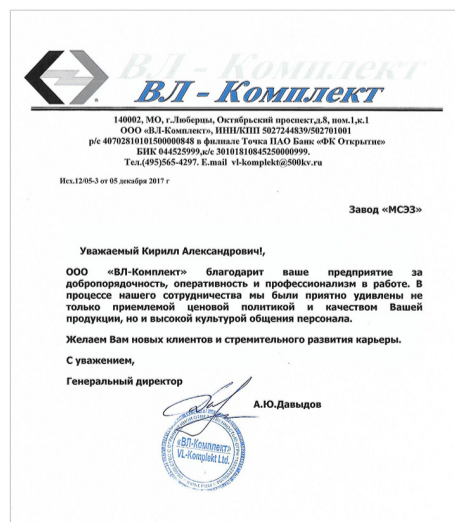 ВЛ - Комплект
140002, МО, г.Люберцы, Октябрьский проспект,д.8, пом.1,к.1
ООО «ВЛ-Комплект», ИНН/КПП 5027244839/502701001
р/с 40702810101500000848 в филиале Точка ПАО Банк «ФК Открытие»
БИК 044525999,к/с 30101810845250000999.
Тел.(495)565-4297. E.mail vl-komplekt@500kv.ru
Исх.12/05-3 от 05 декабря 2017 г
Завод «МСЭЗ»
Уважаемый Кирилл Александрович!,
ООО «ВЛ-Комплект» благодарит ваше предприятие за
добропорядочность, оперативность и профессионализм в работе. В
процессе нашего сотрудничества мы были приятно удивлены не
только приемлемой ценовой политикой и качеством Вашей
продукции, но и высокой культурой общения персонала.
Желаем Вам новых клиентов и стремительного развития карьеры.
С уважением,
Генеральный директор
А.Ю.Давыдов
«ВЛ-Комплект»
VL-Komplekt Ltd.